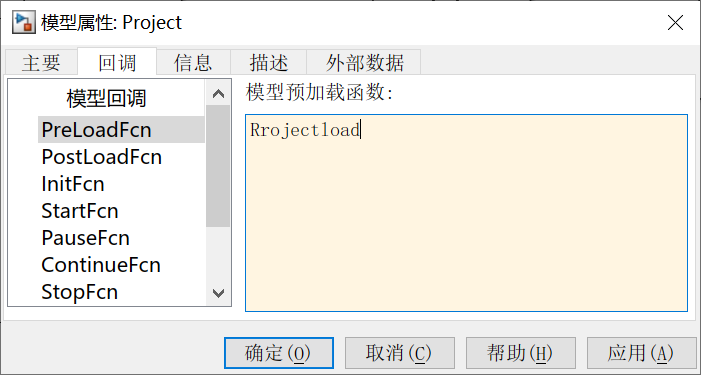 模型属性: Project
主要 回调 信息 描述 外部数据
模型回调
PreLoadFcn
PostLoadFcn
InitFcn
StartFcn
PauseFcn
ContinueFcn
StopFcn
模型预加载函数:
Rrojectload
确定(O) 取消(C) 帮助(H) 应用(A)